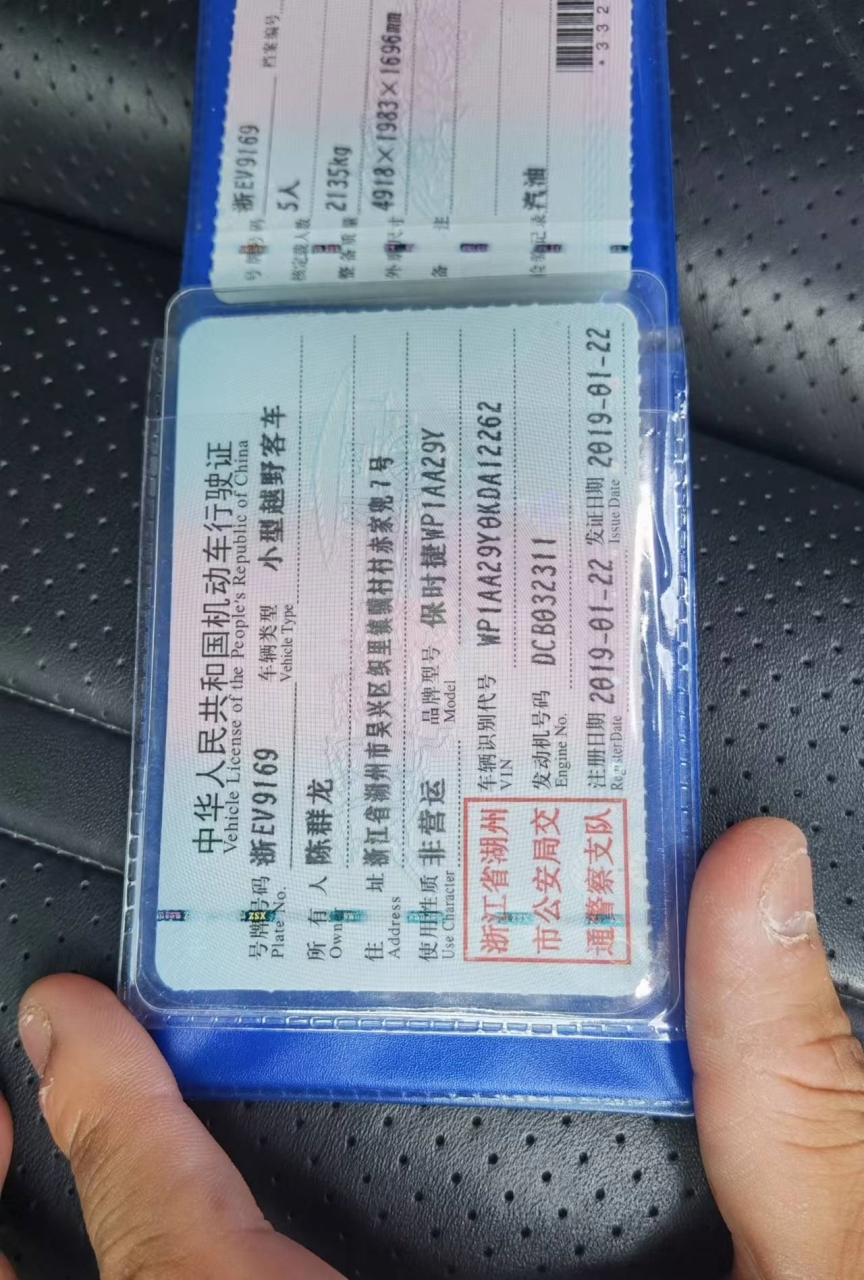 中华人民共和国机动车行驶证
Vehicle License of the People's Republic of China
号牌号码 浙EV9169 车辆类型 小型越野客车
Plate No. Vehicle Type
所有人 陈群龙
Owner
住址 浙江省湖州市吴兴区织里镇骥村村赤家兜7号
Address
使用性质 非营运 品牌型号 保时捷WP1AA29Y
Use Character Model
车辆识别代号 WP1AA29Y0KDA12262
VIN
发动机号码 DCB032311
Engine No.
注册日期 2019-01-22 发证日期 2019-01-22
Register Date Issue Date
浙江省湖州
市公安局交
通警察支队
号牌号码 浙EV9169 档案编号
核定载人数 5人
整备质量 2135kg
外廓尺寸 4918×1983×1696mm
备注
检验记录 汽油
*332